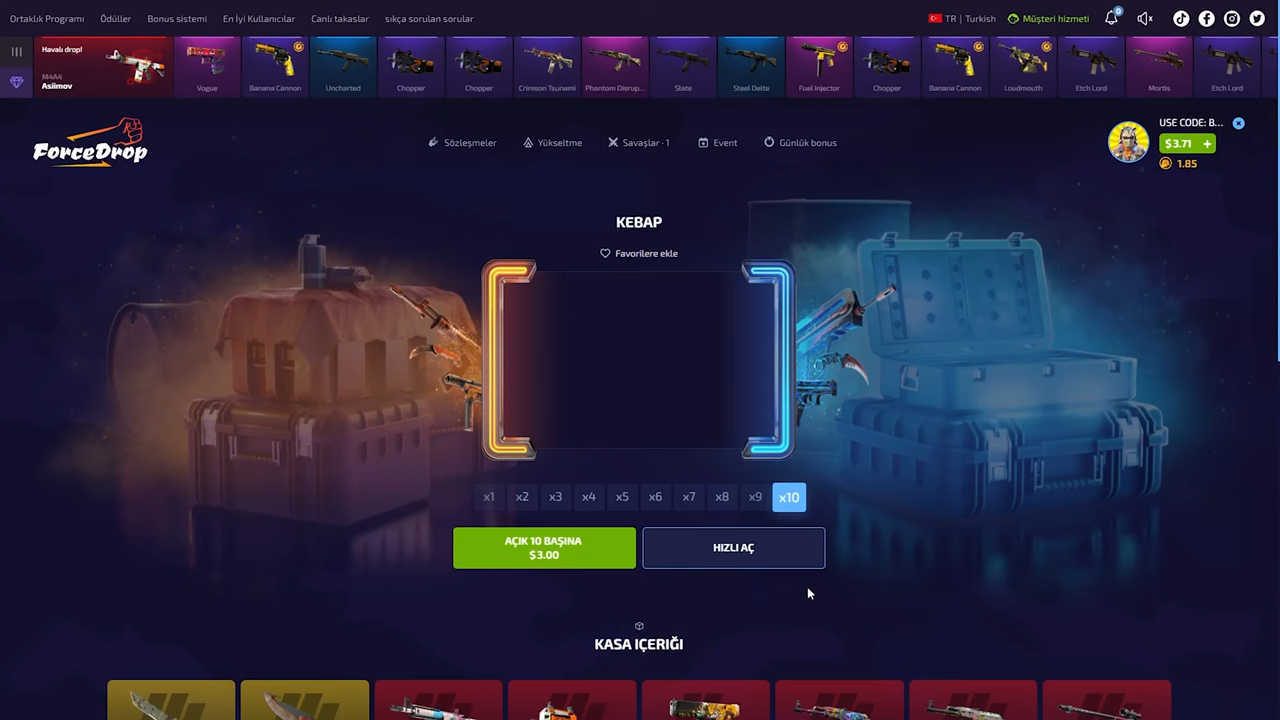 Ortaklık Programı
Ödüller
Bonus sistemi
En İyi Kullanıcılar
Canlı takaslar
sıkça sorulan sorular
TR | Turkish
Müşteri hizmeti
0
Havalı drop!
M4A4
Asiimov
Vogue
Banana Cannon
Uncharted
Chopper
Chopper
Crimson Tsunami
Phantom Disrup...
Slate
Steel Delta
Fuel Injector
Chopper
Banana Cannon
Loudmouth
Etch Lord
Mortis
Etch Lord
ForceDrop
Sözleşmeler
Yükseltme
Savaşlar · 1
Event
Günlük bonus
USE CODE: B...
$3.71 +
1.85
KEBAP
Favorilere ekle
x1 x2 x3 x4 x5 x6 x7 x8 x9 x10
AÇIK 10 BAŞINA
$3.00
HIZLI AÇ
KASA IÇERIĞI